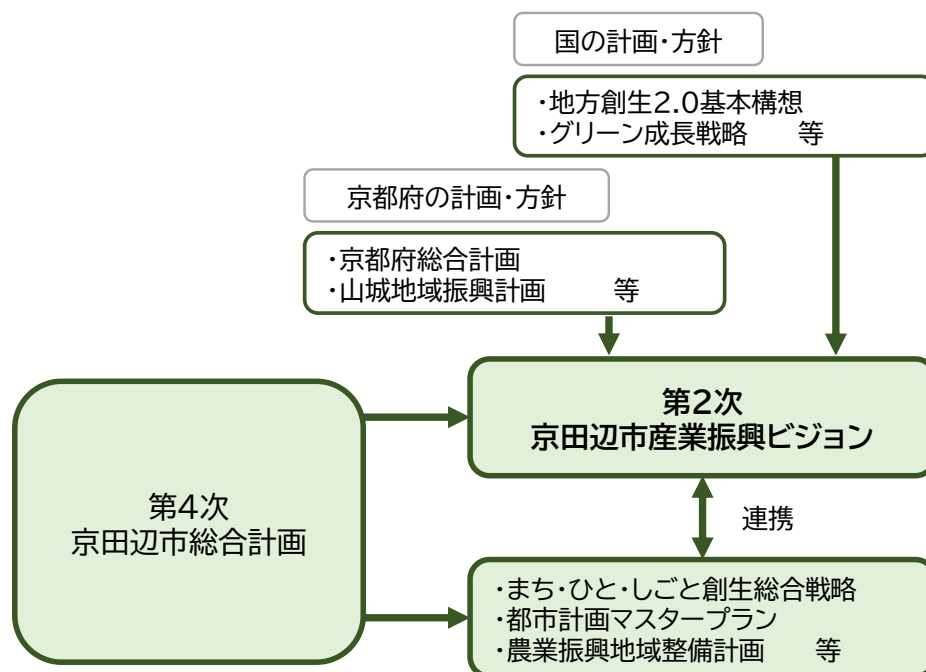 国の計画・方針
・地方創生2.0基本構想
・グリーン成長戦略　　等
京都府の計画・方針
・京都府総合計画
・山城地域振興計画　　　等
第2次
京田辺市産業振興ビジョン
第4次
京田辺市総合計画
連携
・まち・ひと・しごと創生総合戦略
・都市計画マスタープラン
・農業振興地域整備計画　　等